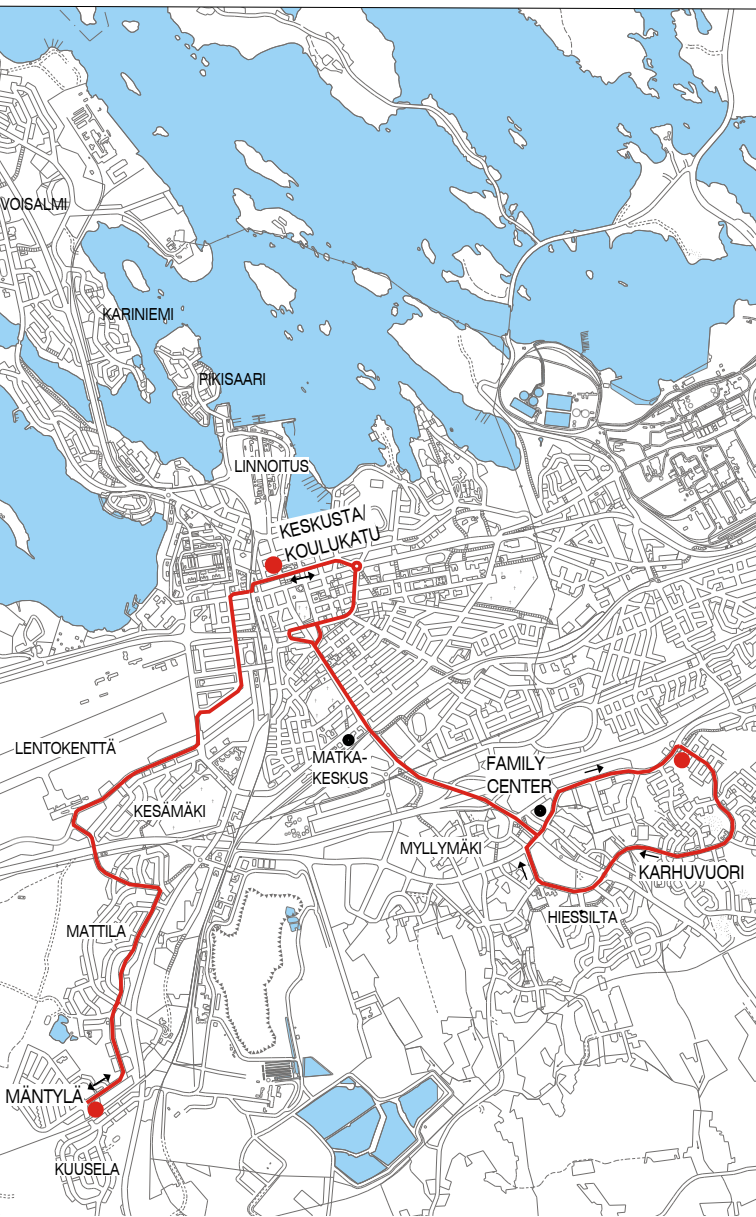 VOISALMI
KARINIEMI
PIKISAARI
LINNOITUS
KESKUSTA/
KOULUKATU
LENTOKENTTÄ
MATKA-
KESKUS
FAMILY
CENTER
KESÄMÄKI
MYLLYMÄKI
KARHUVUORI
HIESSILTA
MATTILA
MÄNTYLÄ
KUUSELA